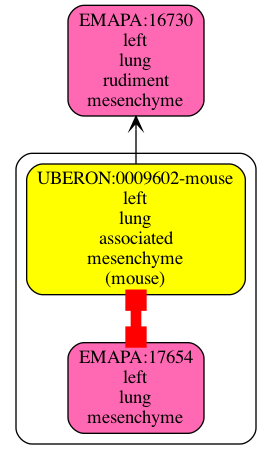 EMAPA:16730
left
lung
rudiment
mesenchyme
UBERON:0009602-mouse
left
lung
associated
mesenchyme
(mouse)
EMAPA:17654
left
lung
mesenchyme